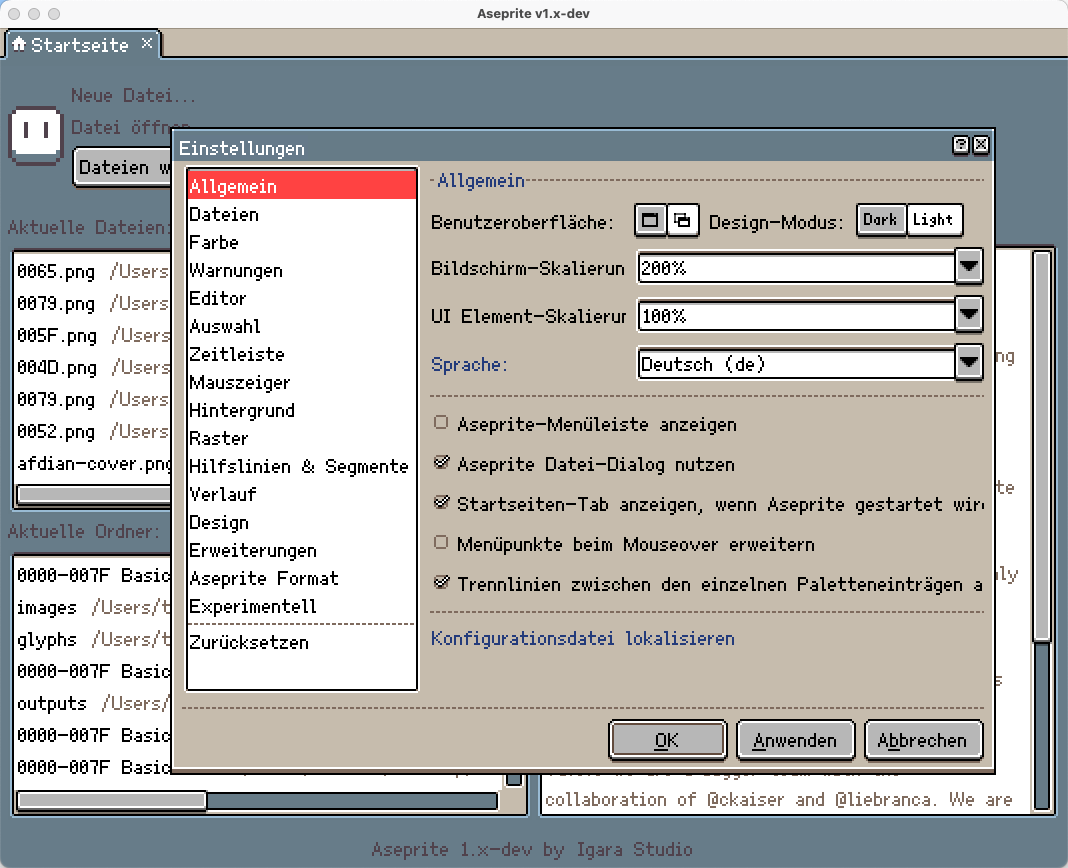 Aseprite v1.x-dev
Startseite
Neue Datei...
Datei öffnen
Dateien
Aktuelle Dateien:
0065.png /Users
0079.png /Users
005F.png /Users
004D.png /Users
0079.png /Users
0052.png /Users
afdian-cover.png
Aktuelle Ordner:
0000-007F Basic
images /Users/t
glyphs /Users/t
0000-007F Basic
outputs /Users/
0000-007F Basic
0000-007F Basic
Einstellungen
Allgemein
Dateien
Farbe
Warnungen
Editor
Auswahl
Zeitleiste
Mauszeiger
Hintergrund
Raster
Hilfslinien & Segmente
Verlauf
Design
Erweiterungen
Aseprite Format
Experimentell
Zurücksetzen
Allgemein
Benutzeroberfläche: Design-Modus: Dark Light
Bildschirm-Skalierun 200%
UI Element-Skalierur 100%
Sprache: Deutsch (de)
Aseprite-Menüleiste anzeigen
Aseprite Datei-Dialog nutzen
Startseiten-Tab anzeigen, wenn Aseprite gestartet wird
Menüpunkte beim Mouseover erweitern
Trennlinien zwischen den einzelnen Paletteneinträgen a
Konfigurationsdatei lokalisieren
OK Anwenden Abbrechen
collaboration of @ckaiser and @liebranca. We are
Aseprite 1.x-dev by Igara Studio